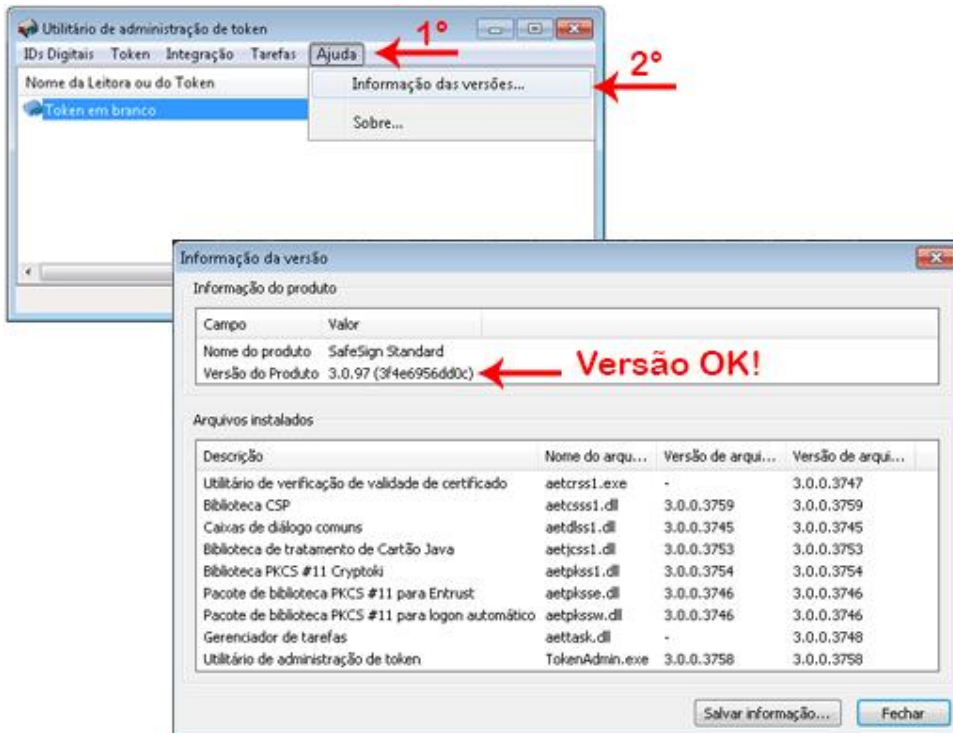 Utilitário de administração de token
1º
IDs Digitais Token Integração Tarefas Ajuda
2º
Nome da Leitora ou do Token
Informação das versões...
Token em branco
Sobre...
Informação da versão
Informação do produto
Campo Valor
Nome do produto SafeSign Standard
Versão do Produto 3.0.97 (3f4e6956dd0c)
Versão OK!
Arquivos instalados
Descrição Nome do arqu... Versão de arqui... Versão de arqui...
Utilitário de verificação de validade de certificado aetcrss1.exe - 3.0.0.3747
Biblioteca CSP aetcsss1.dll 3.0.0.3759 3.0.0.3759
Caixas de diálogo comuns aetdlss1.dll 3.0.0.3745 3.0.0.3745
Biblioteca de tratamento de Cartão Java aetjcss1.dll 3.0.0.3753 3.0.0.3753
Biblioteca PKCS #11 Cryptoki aetpkss1.dll 3.0.0.3754 3.0.0.3754
Pacote de biblioteca PKCS #11 para Entrust aetpksse.dll 3.0.0.3746 3.0.0.3746
Pacote de biblioteca PKCS #11 para logon automático aetpkssw.dll 3.0.0.3746 3.0.0.3746
Gerenciador de tarefas aettask.dll - 3.0.0.3748
Utilitário de administração de token TokenAdmin.exe 3.0.0.3758 3.0.0.3758
Salvar informação... Fechar